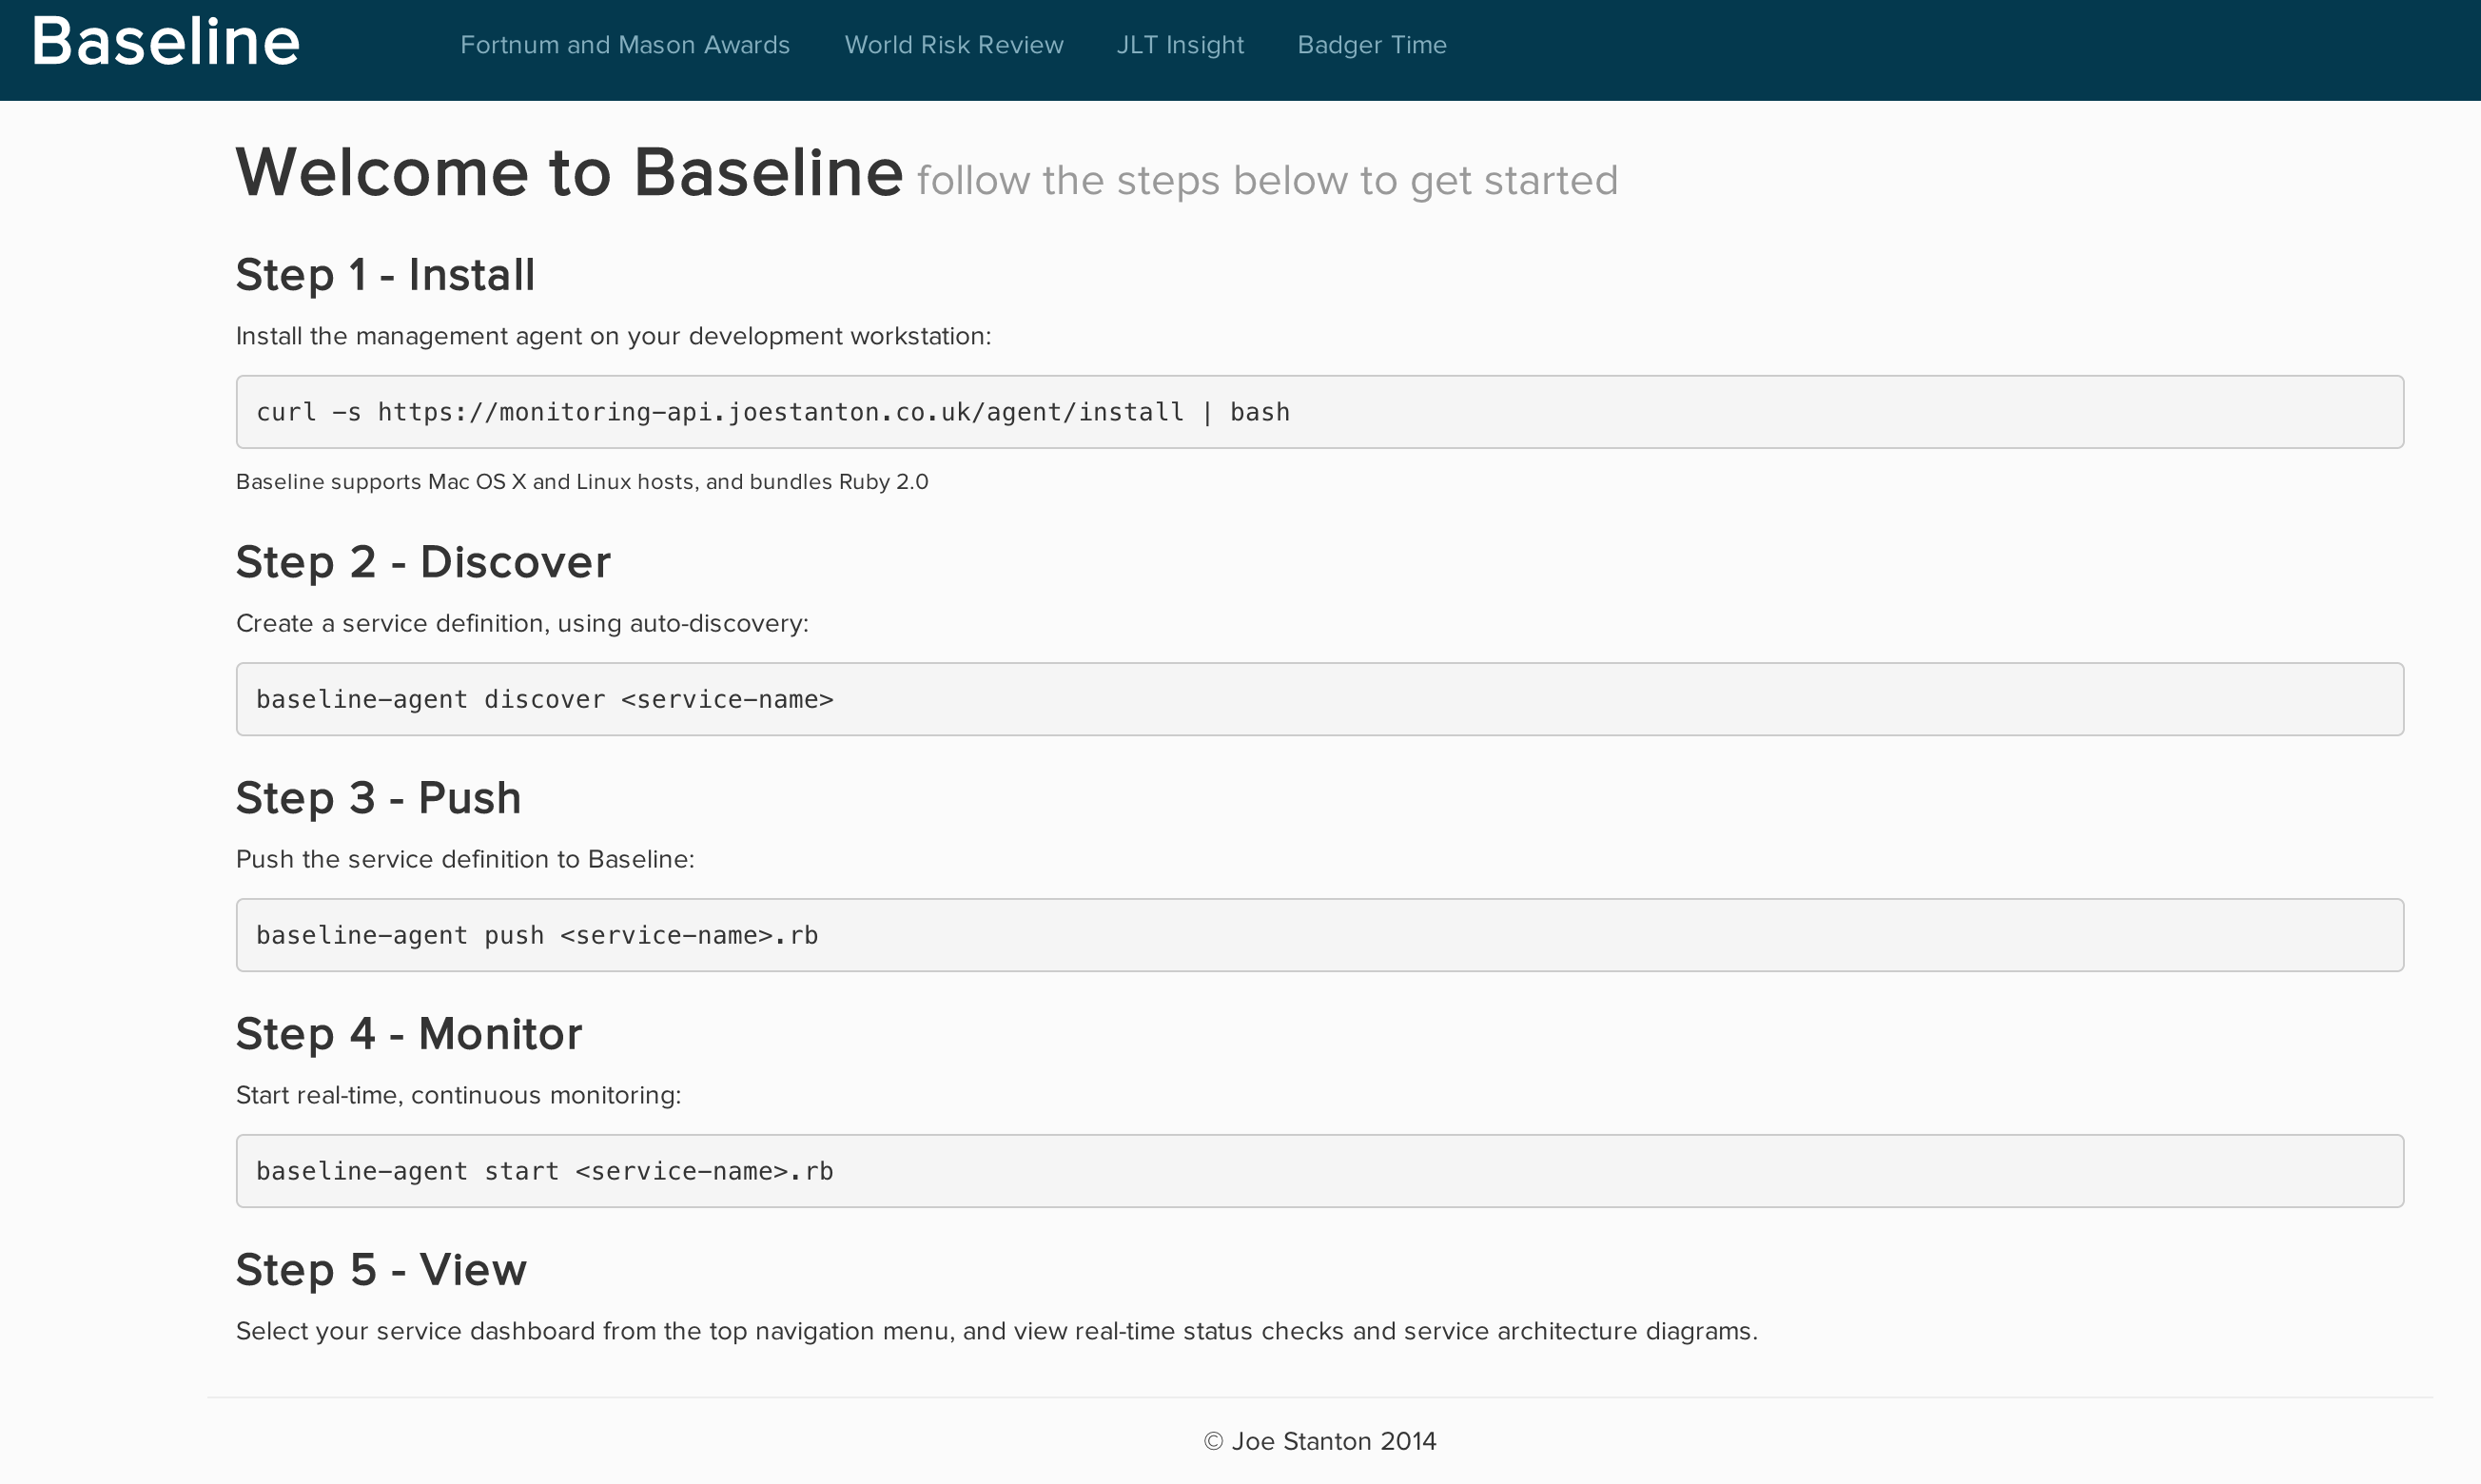 Baseline
Fortnum and Mason Awards World Risk Review JLT Insight Badger Time
Welcome to Baseline follow the steps below to get started
Step 1 - Install
Install the management agent on your development workstation:
curl -s https://monitoring-api.joestanton.co.uk/agent/install | bash
Baseline supports Mac OS X and Linux hosts, and bundles Ruby 2.0
Step 2 - Discover
Create a service definition, using auto-discovery:
baseline-agent discover <service-name>
Step 3 - Push
Push the service definition to Baseline:
baseline-agent push <service-name>.rb
Step 4 - Monitor
Start real-time, continuous monitoring:
baseline-agent start <service-name>.rb
Step 5 - View
Select your service dashboard from the top navigation menu, and view real-time status checks and service architecture diagrams.
© Joe Stanton 2014